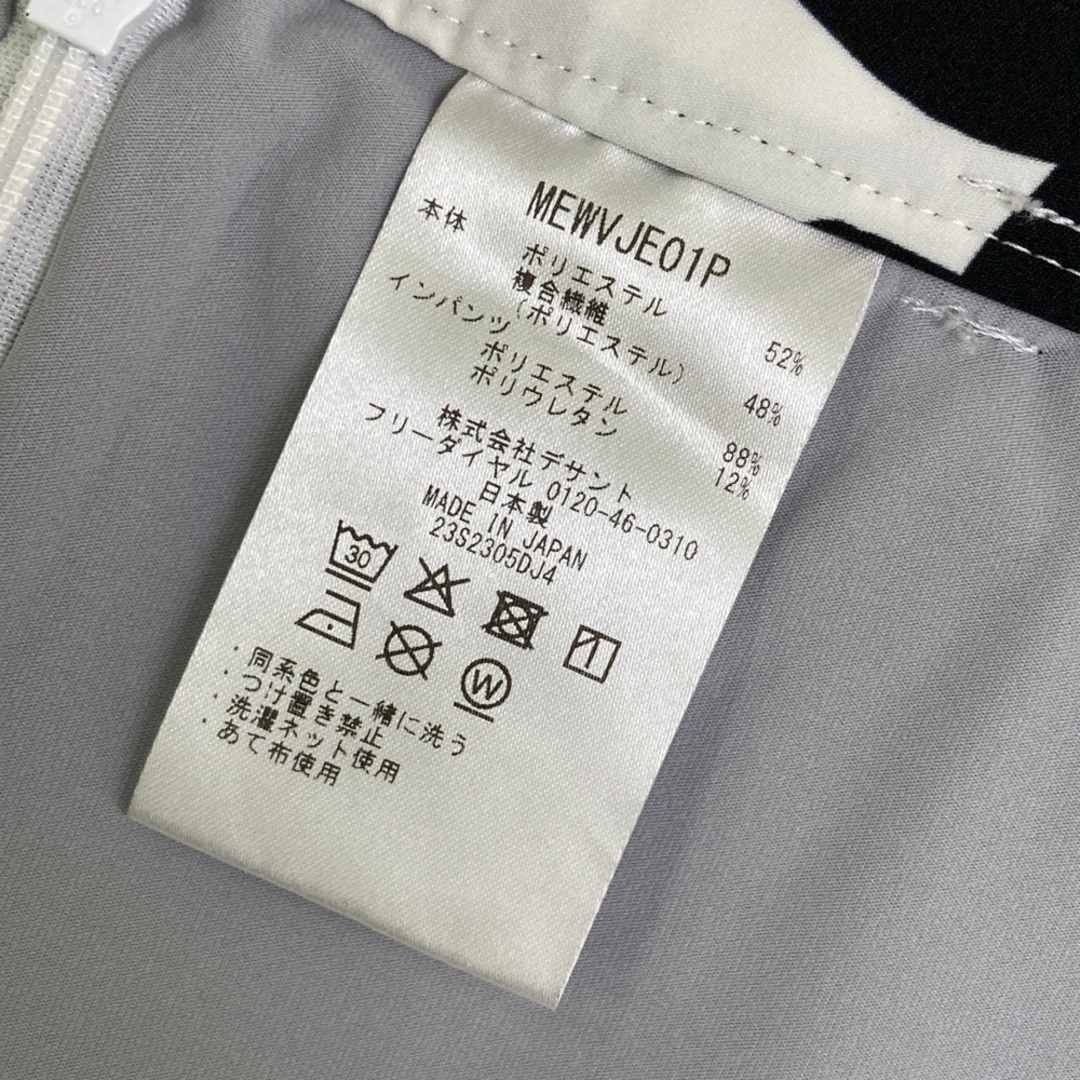 MEWVJE01P
本体
ポリエステル 52%
複合繊維
(ポリエステル) 48%
インパンツ
ポリエステル 88%
ポリウレタン 12%
株式会社デサント
フリーダイヤル 0120-46-0310
日本製
MADE IN JAPAN
23S2305DJ4
30
W
・同系色と一緒に洗う
・つけ置き禁止
・洗濯ネット使用
・あて布使用